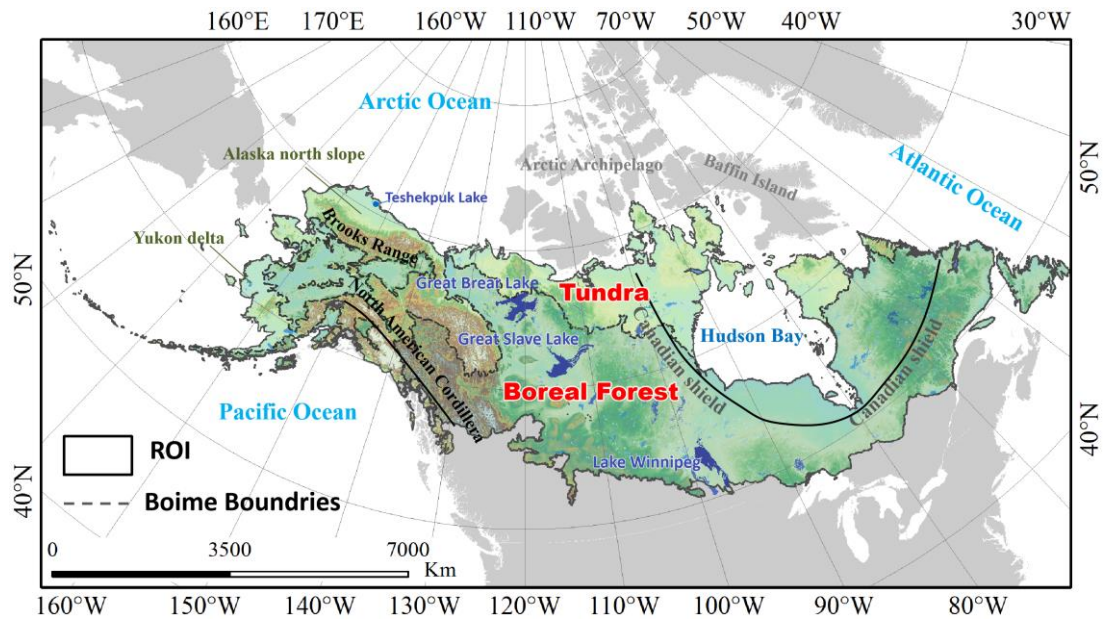 160°E 170°E 160°W 110°W 70°W 50°W 40°W 30°W
Arctic Ocean
Alaska north slope
Arctic Archipelago
Baffin Island
Atlantic Ocean
50°N
Teshekpuk Lake
Brooks Range
Yukon delta
50°N
Great Brear Lake
Tundra
North American Cordillera
Hudson Bay
Great Slave Lake
Canadian shield
Canadian shield
Boreal Forest
Pacific Ocean
40°N
ROI
Lake Winnipeg
40°N
Boime Boundries
0 3500 7000
Km
160°W 150°W 140°W 130°W 120°W 110°W 100°W 90°W 80°W